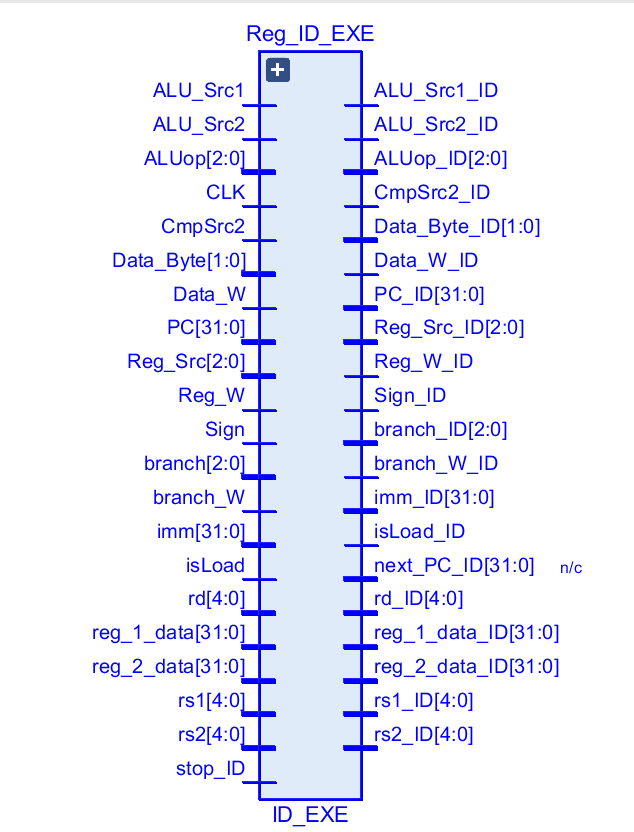 Reg_ID_EXE
ALU_Src1 ALU_Src1_ID
ALU_Src2 ALU_Src2_ID
ALUop[2:0] ALUop_ID[2:0]
CLK CmpSrc2_ID
CmpSrc2 Data_Byte_ID[1:0]
Data_Byte[1:0] Data_W_ID
Data_W PC_ID[31:0]
PC[31:0] Reg_Src_ID[2:0]
Reg_Src[2:0] Reg_W_ID
Reg_W Sign_ID
Sign branch_ID[2:0]
branch[2:0] branch_W_ID
branch_W imm_ID[31:0]
imm[31:0] isLoad_ID
isLoad next_PC_ID[31:0] n/c
rd[4:0] rd_ID[4:0]
reg_1_data[31:0] reg_1_data_ID[31:0]
reg_2_data[31:0] reg_2_data_ID[31:0]
rs1[4:0] rs1_ID[4:0]
rs2[4:0] rs2_ID[4:0]
stop_ID
ID_EXE